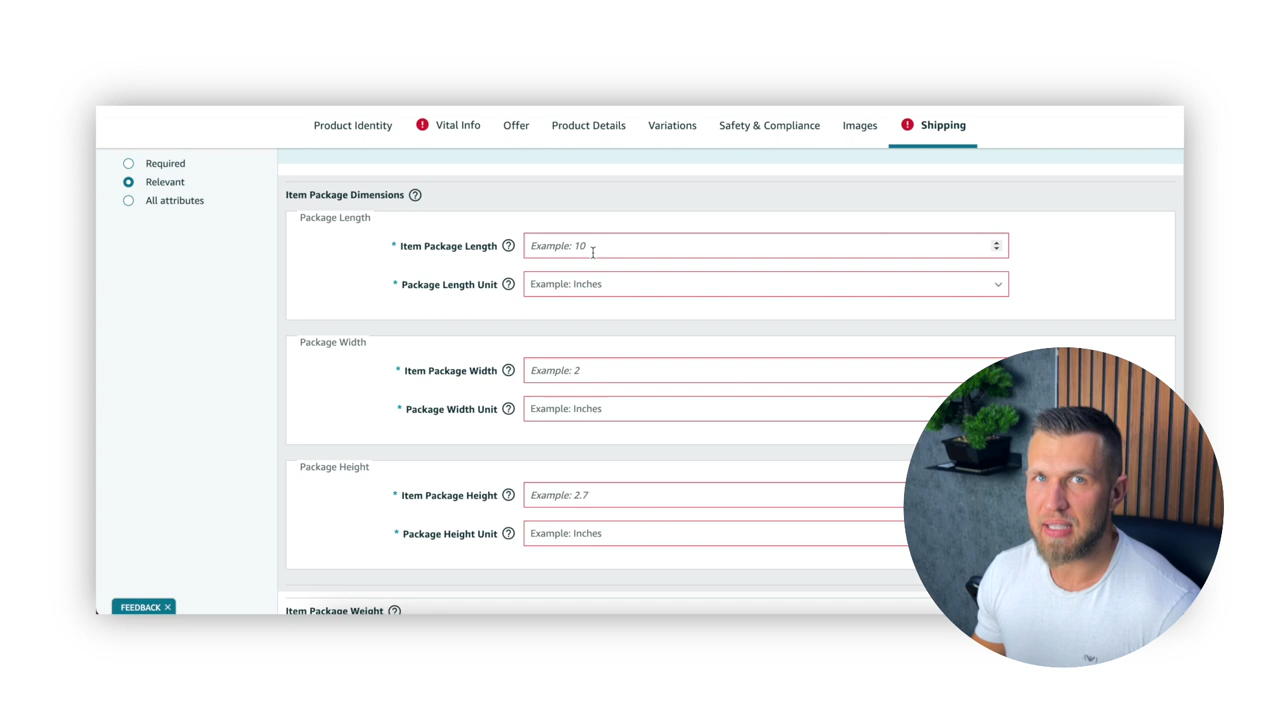 Product Identity
Vital Info
Offer
Product Details
Variations
Safety & Compliance
Images
Shipping
Required
Relevant
All attributes
Item Package Dimensions
Package Length
* Item Package Length
Example: 10
* Package Length Unit
Example: Inches
Package Width
* Item Package Width
Example: 2
* Package Width Unit
Example: Inches
Package Height
* Item Package Height
Example: 2.7
* Package Height Unit
Example: Inches
Item Package Weight
FEEDBACK